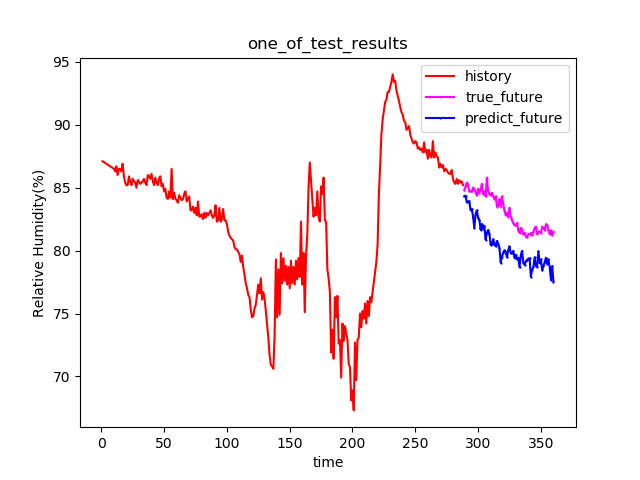 one_of_test_results
history
true_future
predict_future
Relative Humidity(%)
95
90
85
80
75
70
0 50 100 150 200 250 300 350
time